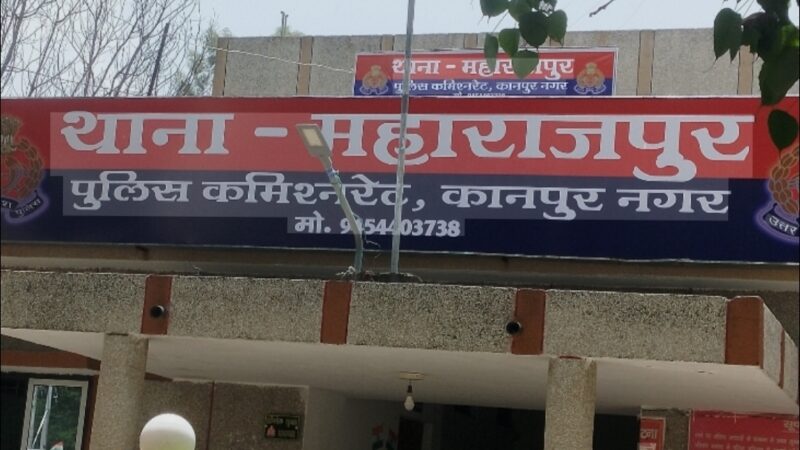 थाना - महाराजपुर
पुलिस कमिश्नरेट, कानपुर नगर
थाना - महाराजपुर
पुलिस कमिश्नरेट, कानपुर नगर
मो.